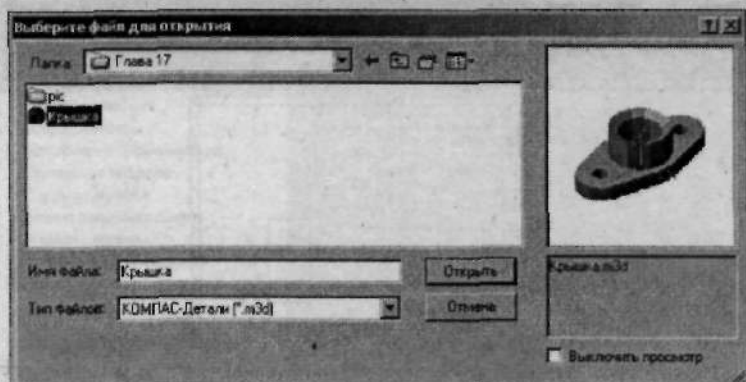 Выберите файл для открытия
Папка: Глава 17
pic
Крышка
Имя файла: Крышка
Открыть
Тип файлов: КОМПАС-Детали (*.m3d)
Отмена
Крышка.m3d
Выключить просмотр